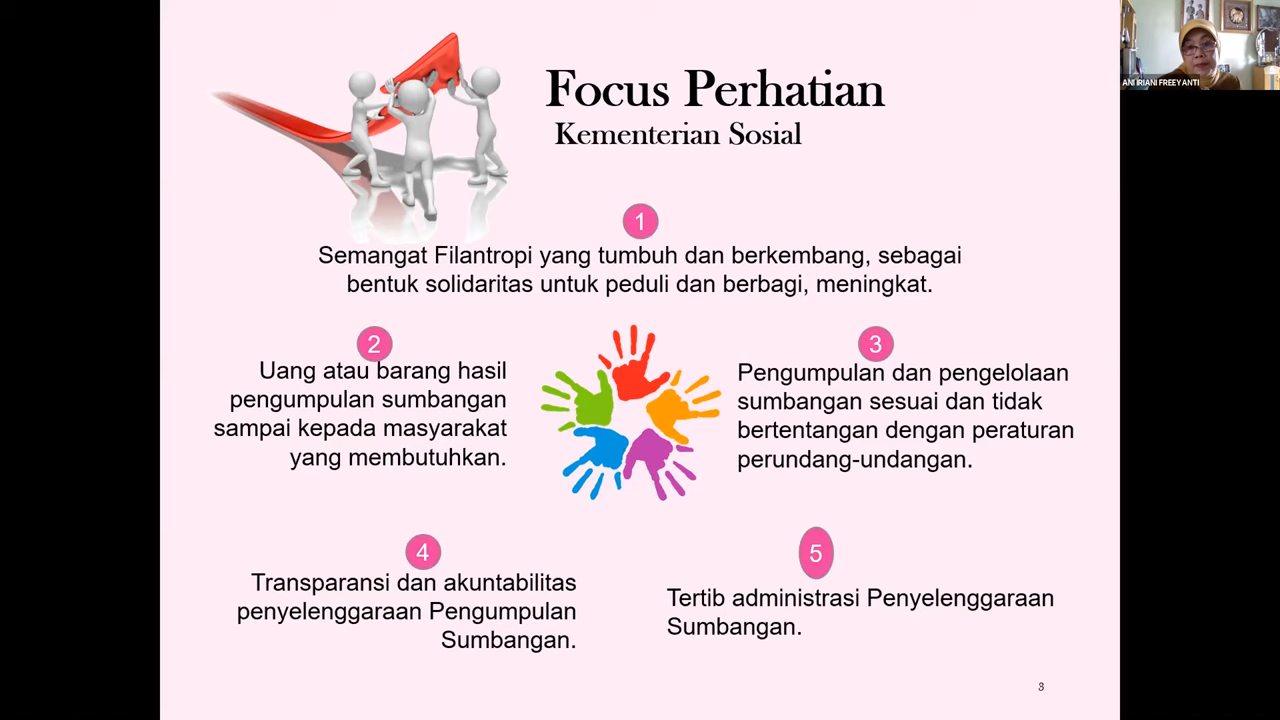 Focus Perhatian
Kementerian Sosial
1
Semangat Filantropi yang tumbuh dan berkembang, sebagai
bentuk solidaritas untuk peduli dan berbagi, meningkat.
2
Uang atau barang hasil
pengumpulan sumbangan
sampai kepada masyarakat
yang membutuhkan.
3
Pengumpulan dan pengelolaan
sumbangan sesuai dan tidak
bertentangan dengan peraturan
perundang-undangan.
4
Transparansi dan akuntabilitas
penyelenggaraan Pengumpulan
Sumbangan.
5
Tertib administrasi Penyelenggaraan
Sumbangan.
3
ANI IRIANI FREEYANTI